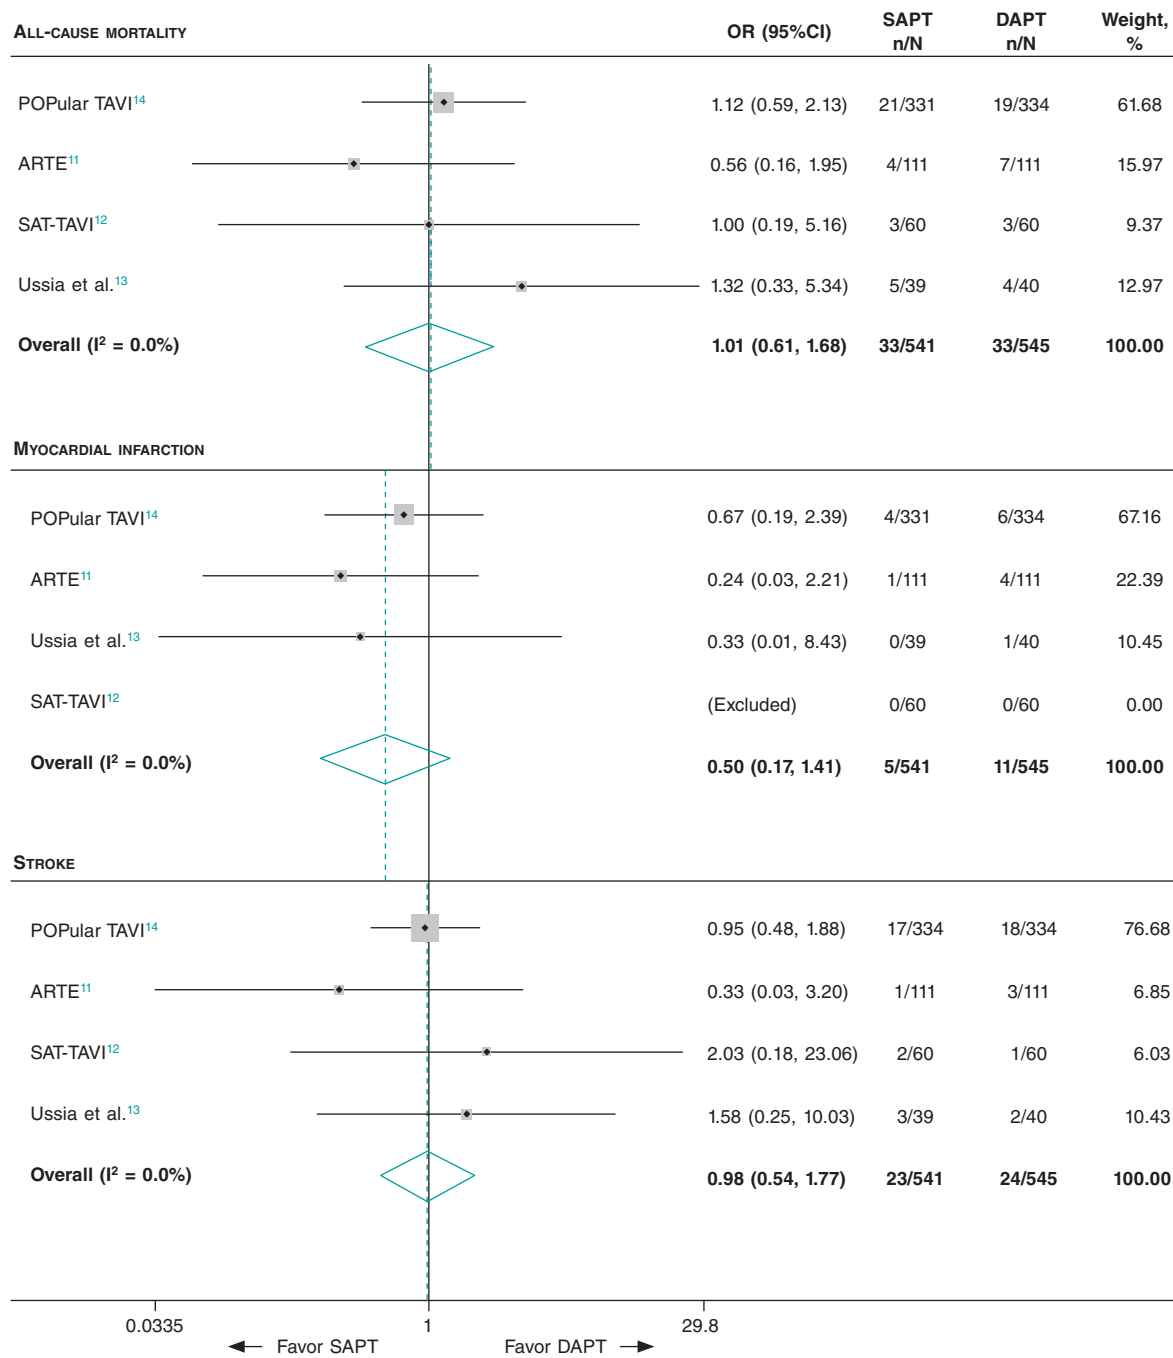 ALL-CAUSE MORTALITY OR (95%CI) SAPT n/N DAPT n/N Weight, %
POPular TAVI14 1.12 (0.59, 2.13) 21/331 19/334 61.68
ARTE11 0.56 (0.16, 1.95) 4/111 7/111 15.97
SAT-TAVI12 1.00 (0.19, 5.16) 3/60 3/60 9.37
Ussia et al.13 1.32 (0.33, 5.34) 5/39 4/40 12.97
Overall (I2 = 0.0%) 1.01 (0.61, 1.68) 33/541 33/545 100.00
MYOCARDIAL INFARCTION
POPular TAVI14 0.67 (0.19, 2.39) 4/331 6/334 67.16
ARTE11 0.24 (0.03, 2.21) 1/111 4/111 22.39
Ussia et al.13 0.33 (0.01, 8.43) 0/39 1/40 10.45
SAT-TAVI12 (Excluded) 0/60 0/60 0.00
Overall (I2 = 0.0%) 0.50 (0.17, 1.41) 5/541 11/545 100.00
STROKE
POPular TAVI14 0.95 (0.48, 1.88) 17/334 18/334 76.68
ARTE11 0.33 (0.03, 3.20) 1/111 3/111 6.85
SAT-TAVI12 2.03 (0.18, 23.06) 2/60 1/60 6.03
Ussia et al.13 1.58 (0.25, 10.03) 3/39 2/40 10.43
Overall (I2 = 0.0%) 0.98 (0.54, 1.77) 23/541 24/545 100.00
0.0335 1 29.8
Favor SAPT Favor DAPT